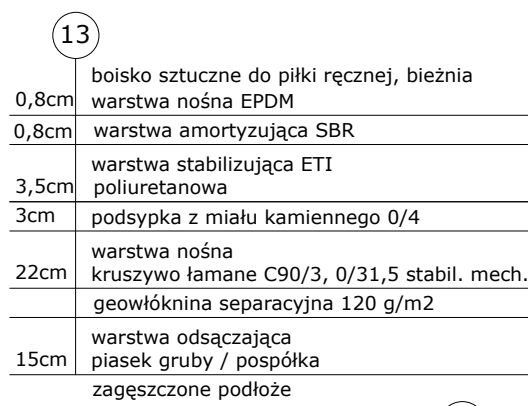 13
boisko sztuczne do piłki ręcznej, bieżnia
0,8cm warstwa nośna EPDM
0,8cm warstwa amortyzująca SBR
warstwa stabilizująca ETI
3,5cm poliuretanowa
3cm podsypka z miału kamiennego 0/4
warstwa nośna
22cm kruszywo łamane C90/3, 0/31,5 stabil. mech.
geowłóknina separacyjna 120 g/m2
warstwa odsączająca
15cm piasek gruby / pospółka
zagęszczone podłoże